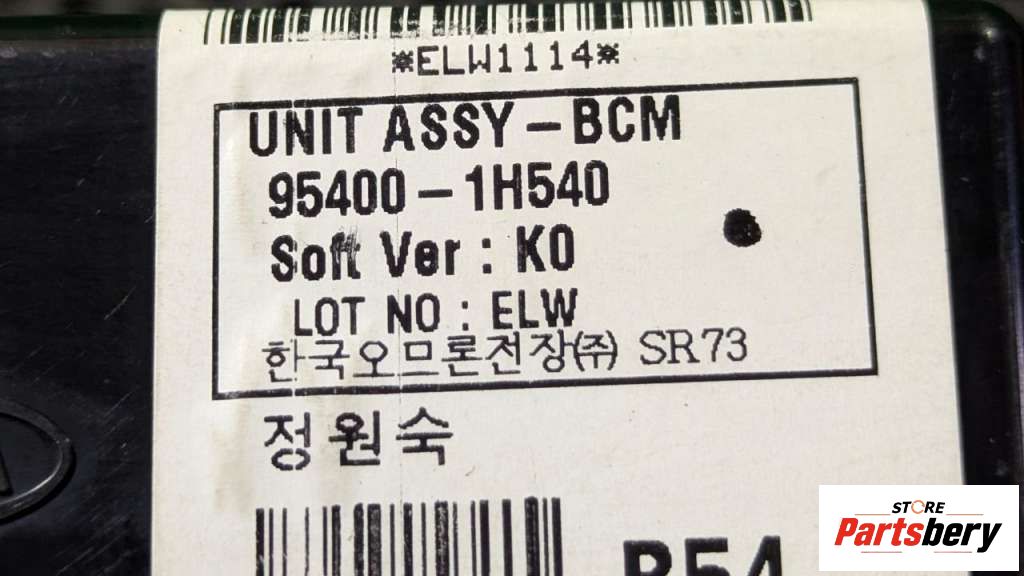 *ELW1114*
UNIT ASSY-BCM
95400-1H540
Soft Ver : K0
LOT NO : ELW
한국오므론전장㈜ SR73
정원숙
B54
STORE
Partsbery